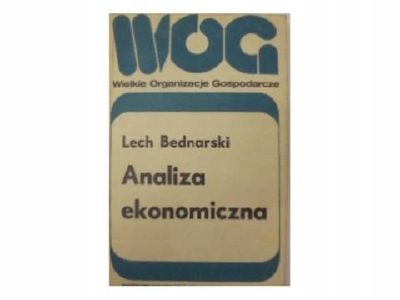 WOG
Wielkie Organizacje Gospodarcze
Lech Bednarski
Analiza
ekonomiczna